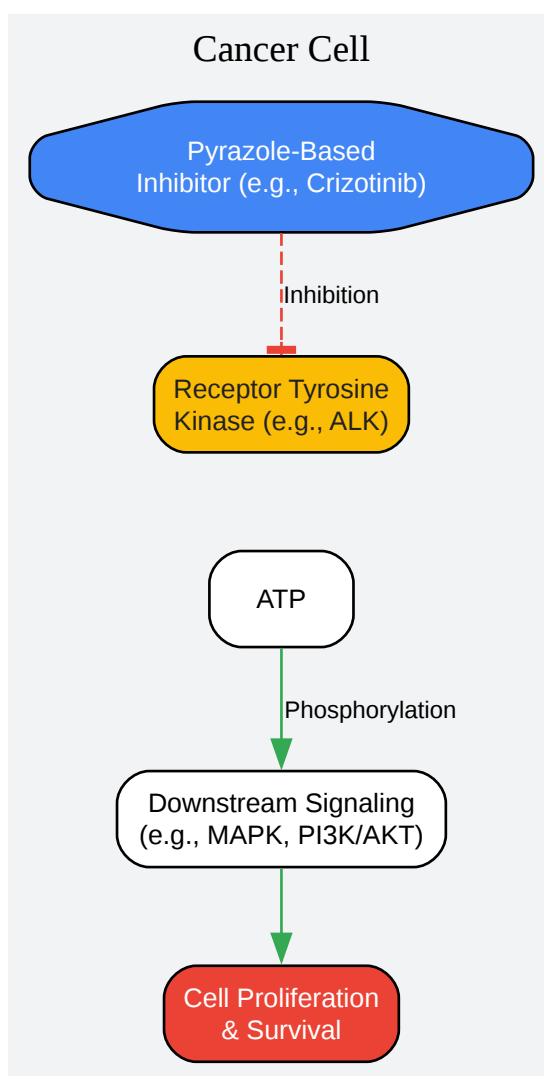 Cancer Cell
Pyrazole-Based
Inhibitor (e.g., Crizotinib)
Inhibition
Receptor Tyrosine
Kinase (e.g., ALK)
ATP
Phosphorylation
Downstream Signaling
(e.g., MAPK, PI3K/AKT)
Cell Proliferation
& Survival